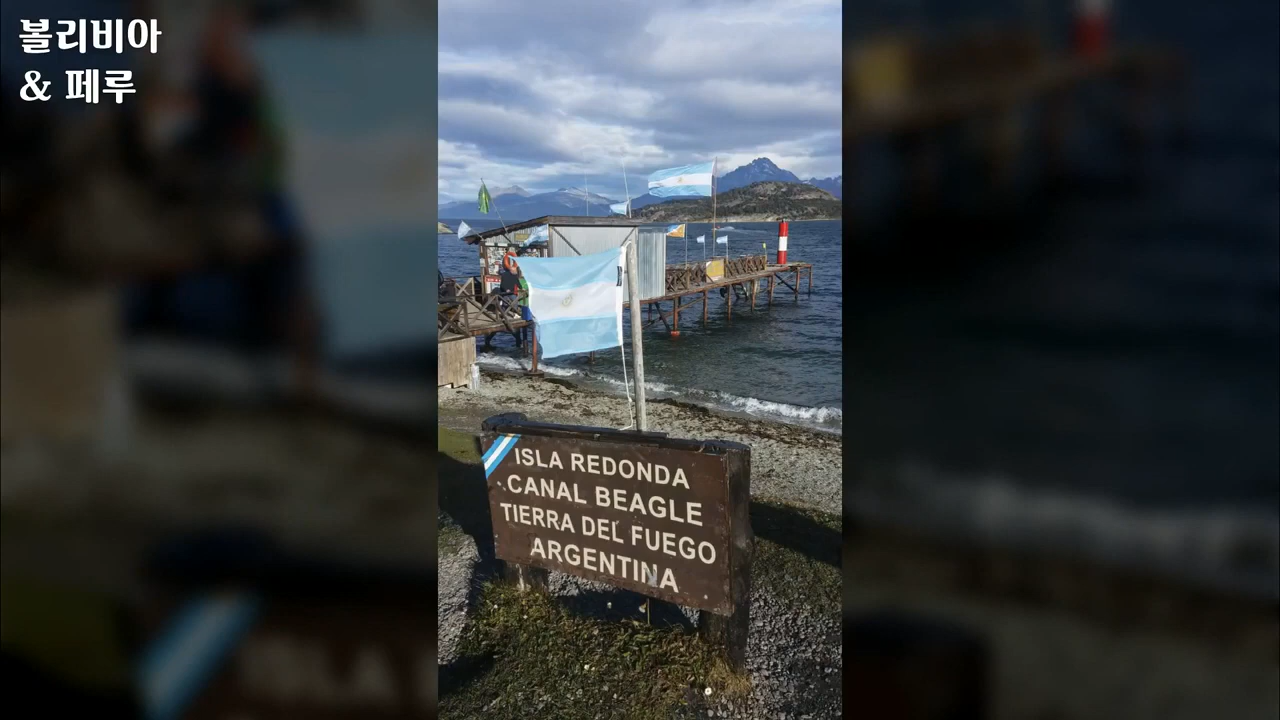 볼리비아
& 페루
ISLA REDONDA
CANAL BEAGLE
TIERRA DEL FUEGO
ARGENTINA